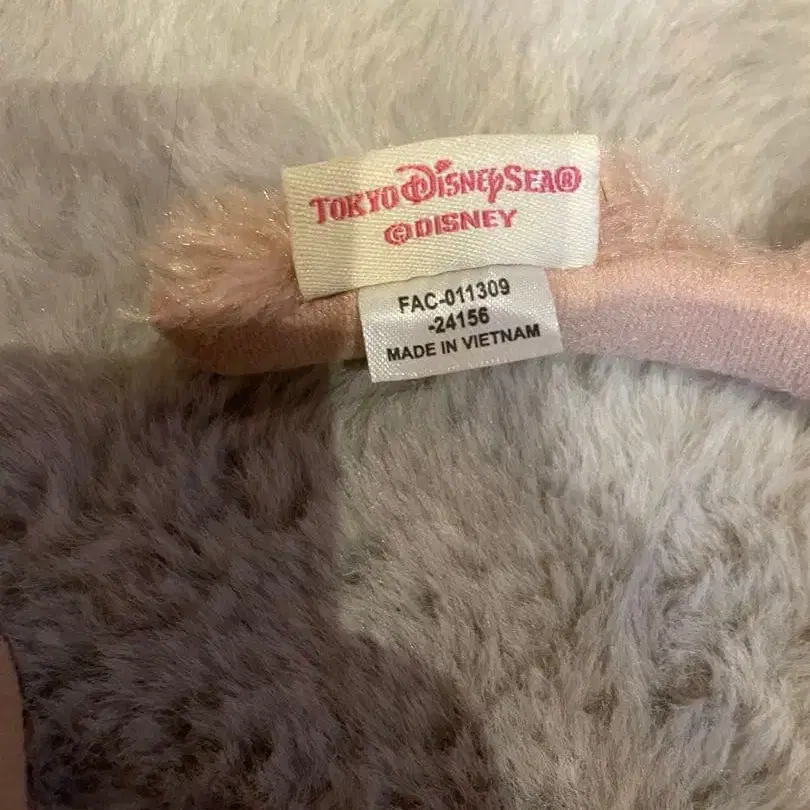 TOKYO DISNEYSEA®
©DISNEY
FAC-011309
-24156
MADE IN VIETNAM